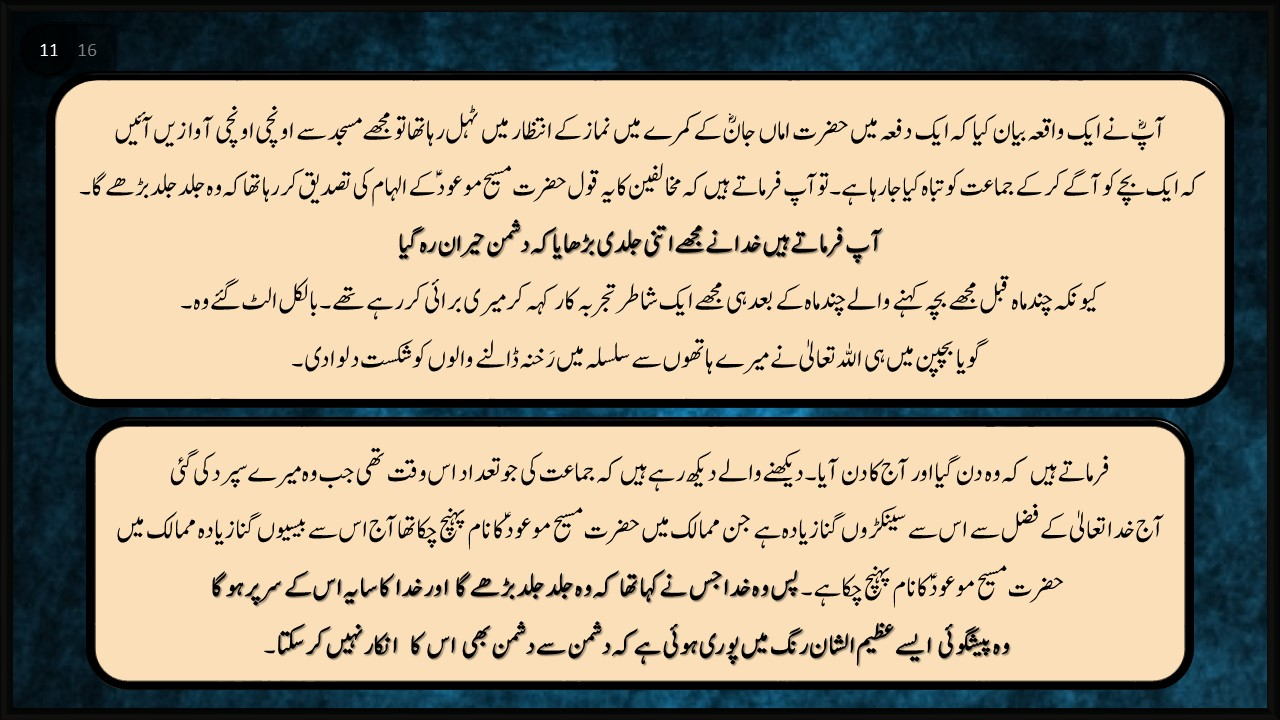 11 16
آپؓ نے ایک واقعہ بیان کیا کہ ایک دفعہ میں حضرت اماں جانؓ کے کمرے میں نماز کے انتظار میں ٹہل رہا تھا تو مجھے مسجد سے اونچی اونچی آوازیں آئیں
کہ ایک بچے کو آگے کر کے جماعت کو تباہ کیا جا رہا ہے۔ تو آپ فرماتے ہیں کہ مخالفین کا یہ قول حضرت مسیح موعودؑ کے الہام کی تصدیق کر رہا تھا کہ وہ جلد جلد بڑھے گا۔
آپ فرماتے ہیں خدا نے مجھے اتنی جلدی بڑھایا کہ دشمن حیران رہ گیا
کیونکہ چند ماہ قبل مجھے بچہ کہنے والے چند ماہ کے بعد ہی مجھے ایک شاطر تجربہ کار کہہ کر میری برائی کر رہے تھے۔ بالکل الٹ گئے وہ۔
گویا بچپن میں ہی اللہ تعالیٰ نے میرے ہاتھوں سے سلسلہ میں رَخنہ ڈالنے والوں کو شکست دلوا دی۔
فرماتے ہیں کہ وہ دن گیا اور آج کا دن آیا۔ دیکھنے والے دیکھ رہے ہیں کہ جماعت کی جو تعداد اس وقت تھی جب وہ میرے سپرد کی گئی
آج خدا تعالیٰ کے فضل سے اس سے سینکڑوں گنا زیادہ ہے جن ممالک میں حضرت مسیح موعودؑ کا نام پہنچ چکا تھا آج اس سے بیسیوں گنا زیادہ ممالک میں
حضرت مسیح موعودؑ کا نام پہنچ چکا ہے۔ پس وہ خدا جس نے کہا تھا کہ وہ جلد جلد بڑھے گا اور خدا کا سایہ اس کے سر پر ہو گا
وہ پیشگوئی ایسے عظیم الشان رنگ میں پوری ہوئی ہے کہ دشمن سے دشمن بھی اس کا انکار نہیں کر سکتا۔